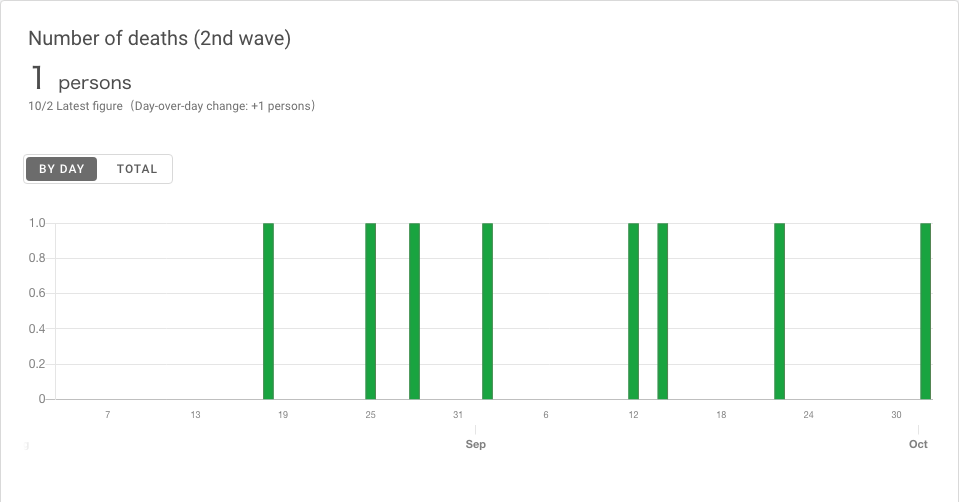 Number of deaths (2nd wave)
1 persons
10/2 Latest figure（Day-over-day change: +1 persons）
BY DAY TOTAL
1.0
0.8
0.6
0.4
0.2
0
7 13 19 25 31 6 12 18 24 30
3 Sep Oct